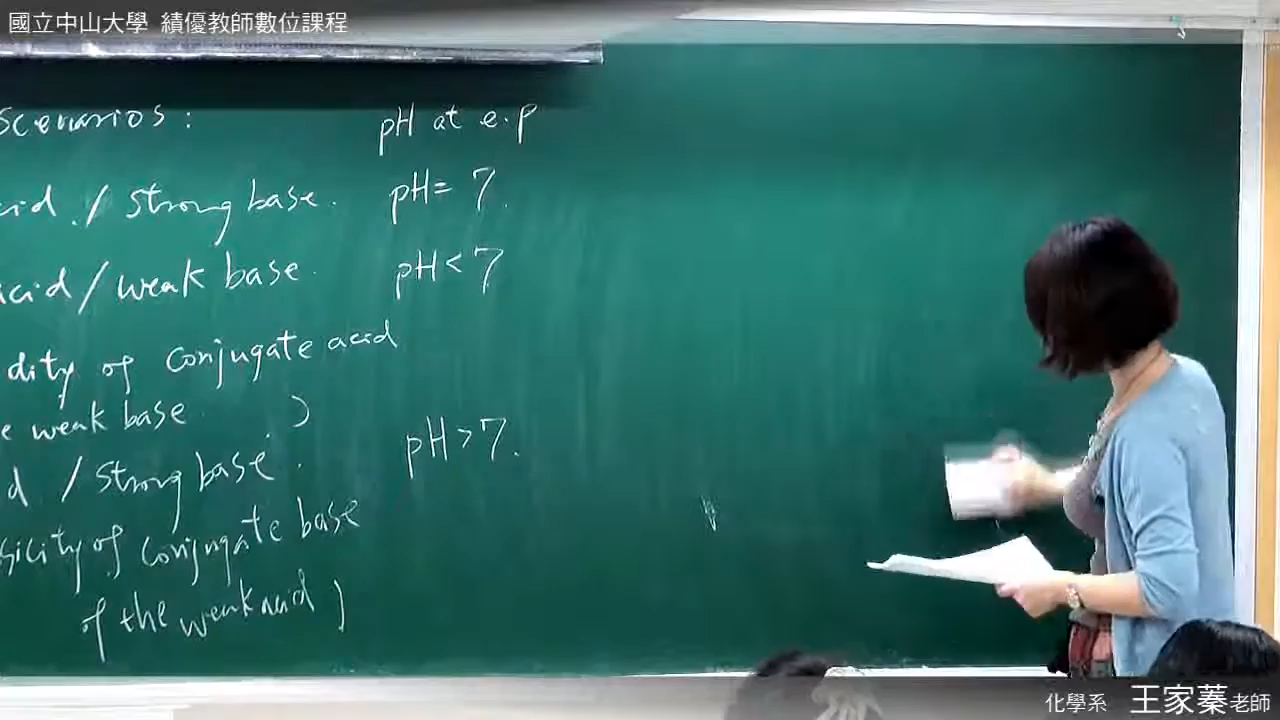 國立中山大學 績優教師數位課程
Scenarios: pH at e.p
cid / strong base. pH = 7.
acid / weak base. pH < 7
dity of conjugate acid
e weak base. )
d / strong base. pH > 7.
sicity of conjugate base
of the weak acid )
化學系 王家蓁老師